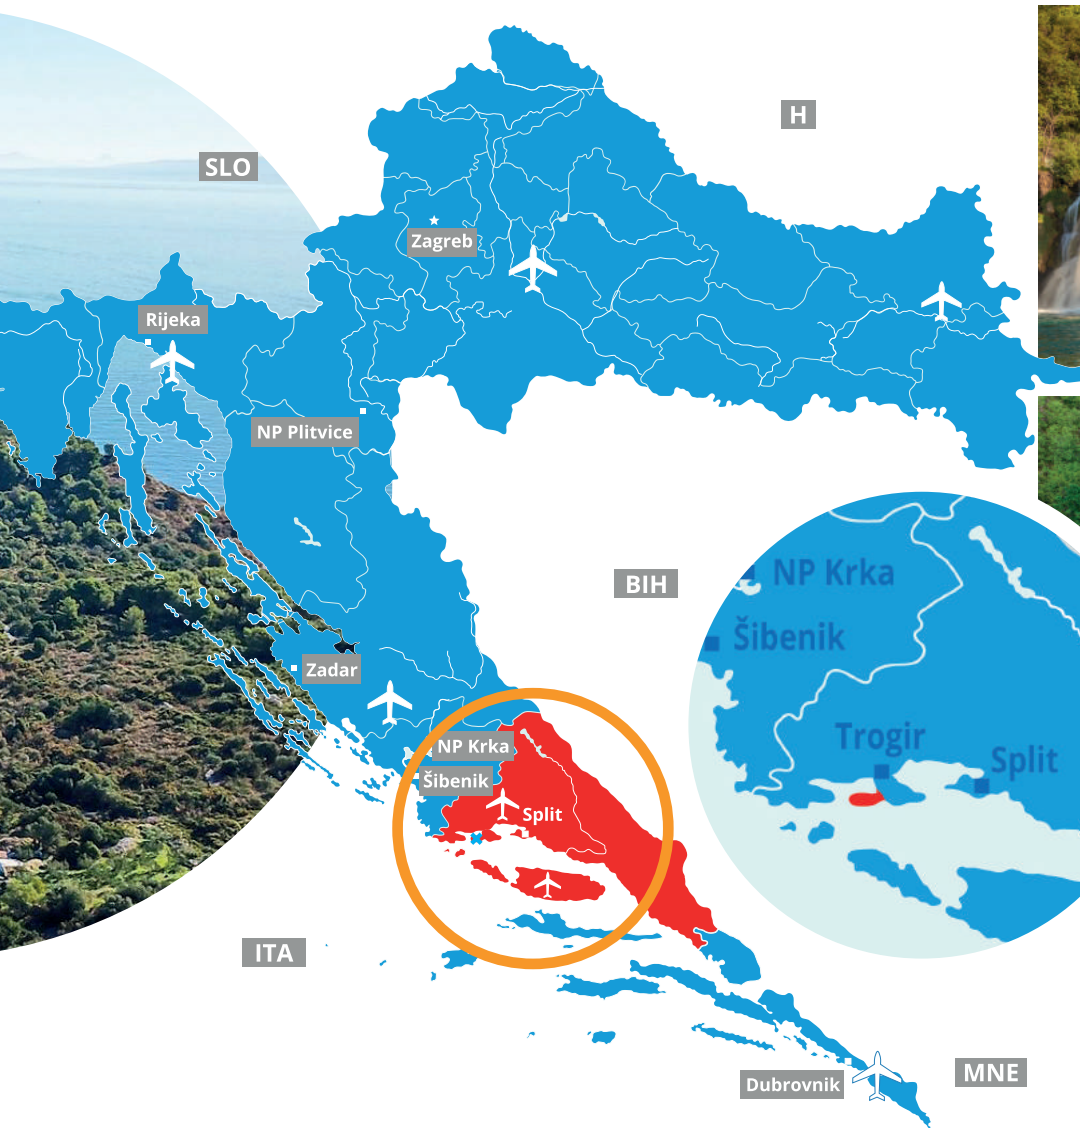 H
SLO
Zagreb
Rijeka
NP Plitvice
BIH
NP Krka
Šibenik
Zadar
Trogir
Split
NP Krka
Šibenik
Split
ITA
MNE
Dubrovnik